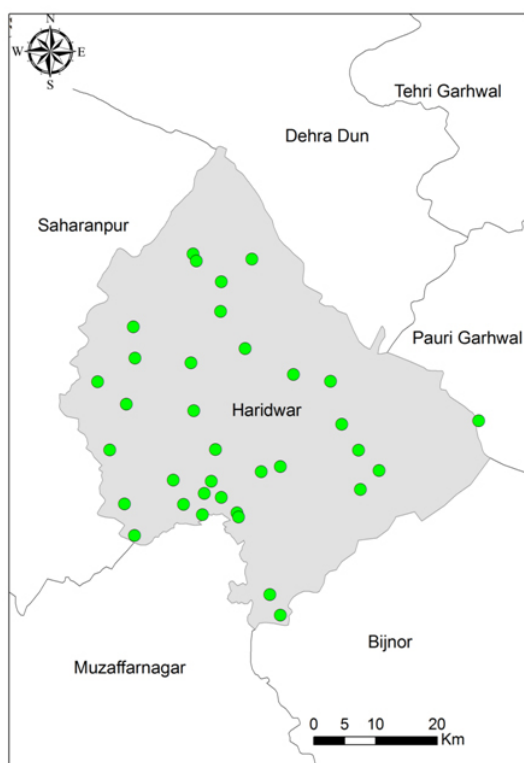 N
W E
S
Tehri Garhwal
Dehra Dun
Saharanpur
Pauri Garhwal
Haridwar
Bijnor
Muzaffarnagar
0 5 10 20
Km